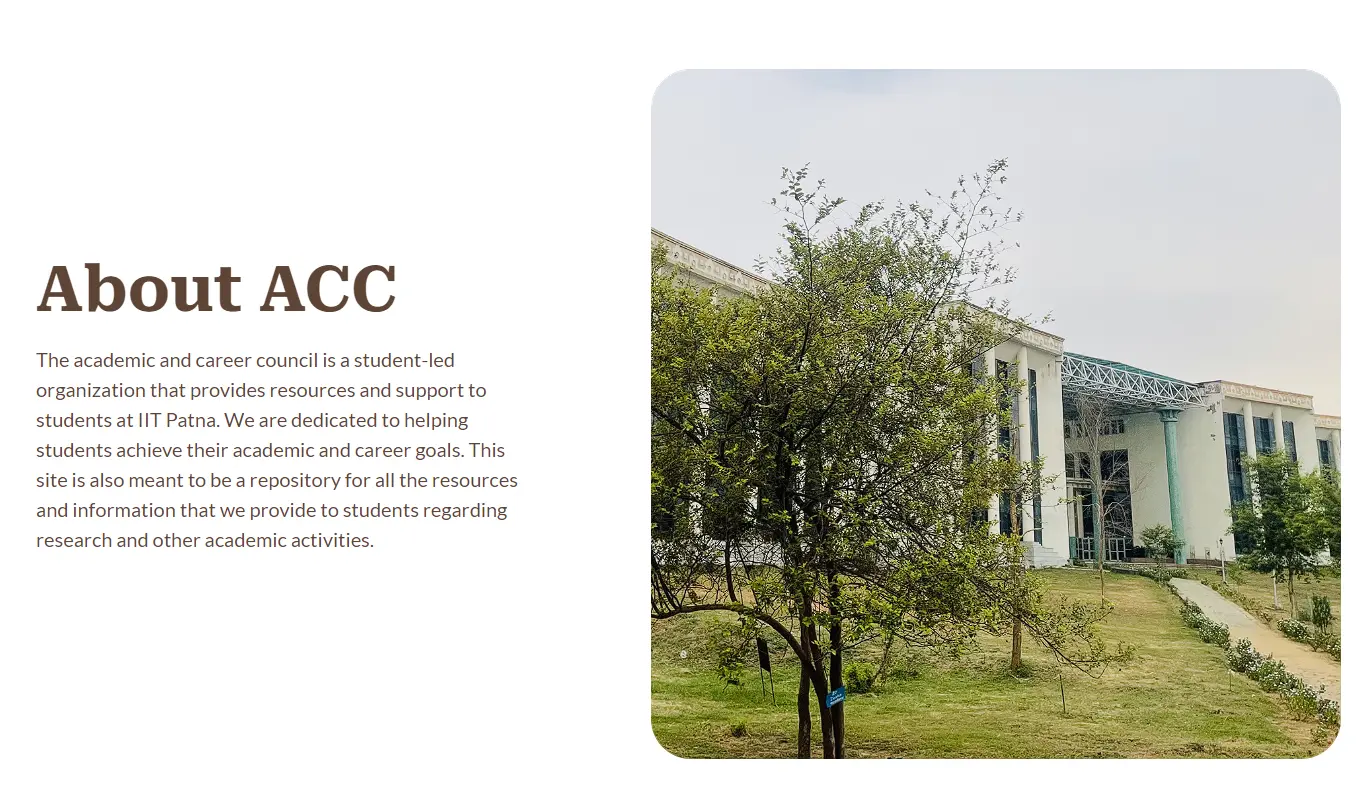 About ACC
The academic and career council is a student-led
organization that provides resources and support to
students at IIT Patna. We are dedicated to helping
students achieve their academic and career goals. This
site is also meant to be a repository for all the resources
and information that we provide to students regarding
research and other academic activities.